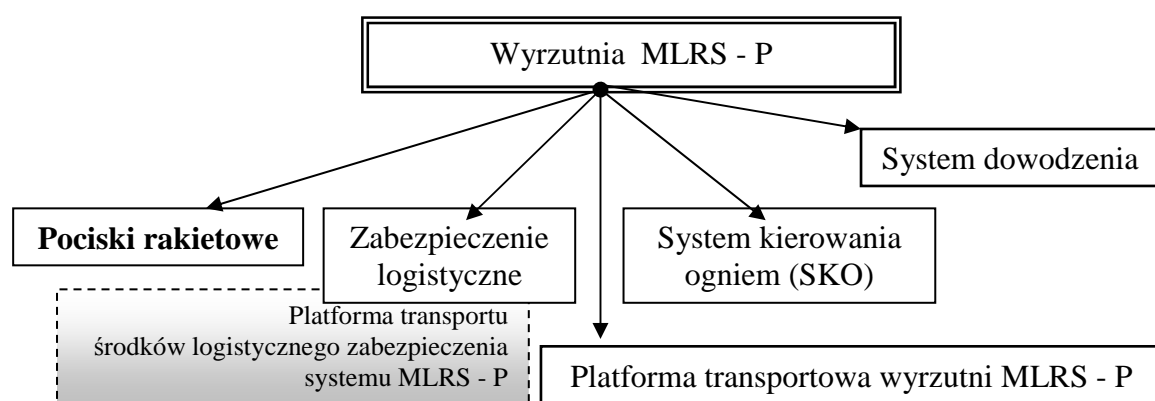 Wyrzutnia MLRS - P
System dowodzenia
Pociski rakietowe
Zabezpieczenie
logistyczne
System kierowania
ogniem (SKO)
Platforma transportu
środków logistycznego zabezpieczenia
systemu MLRS - P
Platforma transportowa wyrzutni MLRS - P